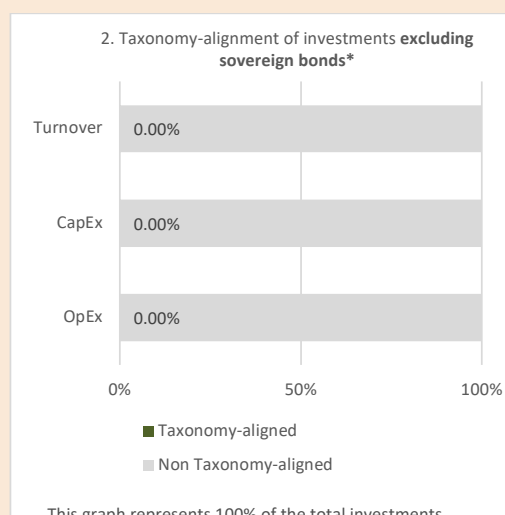 2. Taxonomy-alignment of investments excluding
sovereign bonds*
Turnover
0.00%
CapEx
0.00%
OpEx
0.00%
0%
50%
100%
Taxonomy-aligned
Non Taxonomy-aligned
This graph represents 100% of the total investments.